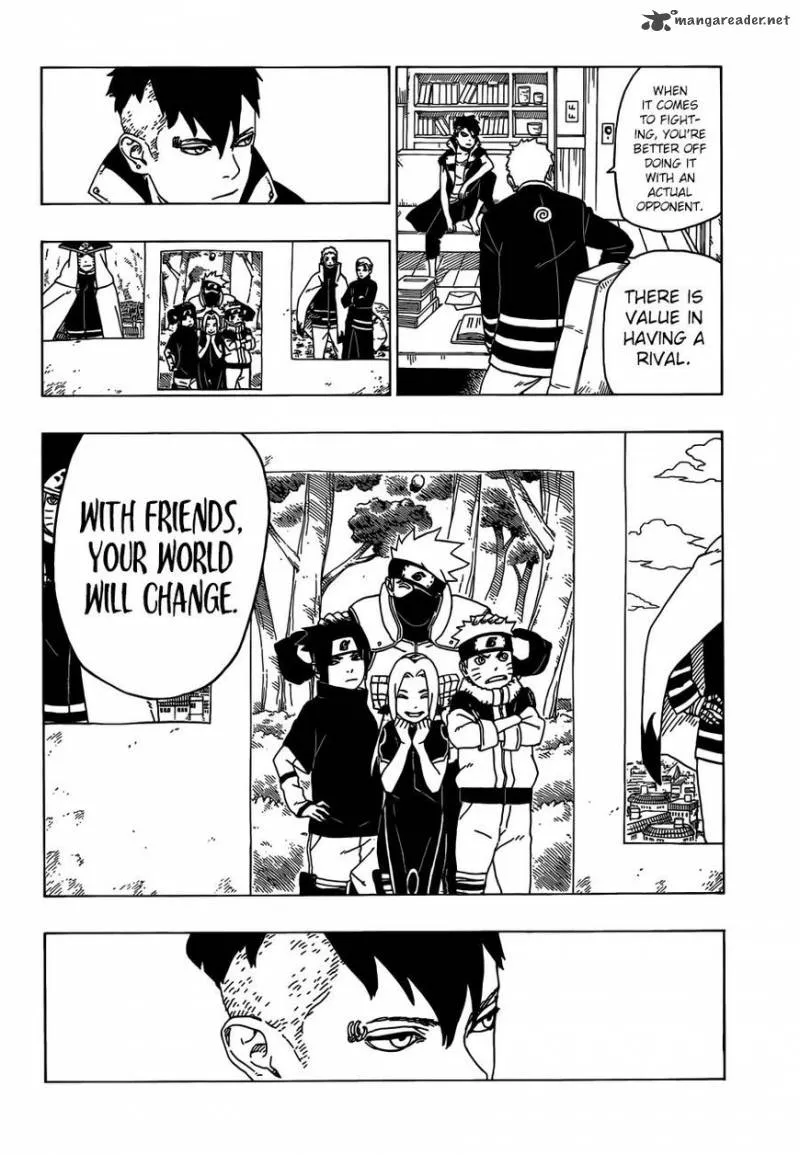 mangareader.net
WHEN
IT COMES
TO FIGHT-
ING, YOU'RE
BETTER OFF
DOING IT
WITH AN
ACTUAL
OPPONENT.
THERE IS
VALUE IN
HAVING A
RIVAL.
WITH FRIENDS,
YOUR WORLD
WILL CHANGE.